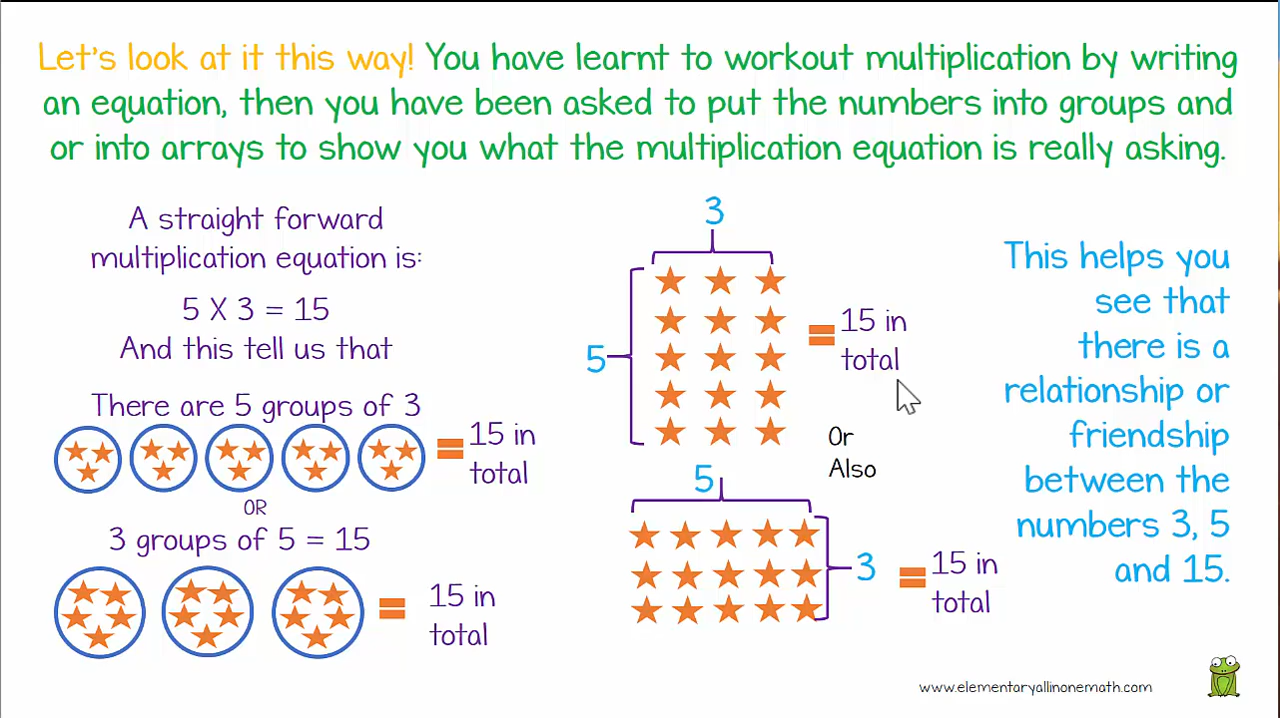 Let's look at it this way! You have learnt to workout multiplication by writing
an equation, then you have been asked to put the numbers into groups and
or into arrays to show you what the multiplication equation is really asking.
A straight forward
multiplication equation is:
5 X 3 = 15
And this tell us that
There are 5 groups of 3
= 15 in
total
OR
3 groups of 5 = 15
= 15 in
total
3
5
= 15 in
total
Or
Also
5
3
= 15 in
total
This helps you
see that
there is a
relationship or
friendship
between the
numbers 3, 5
and 15.
www.elementaryallinonemath.com